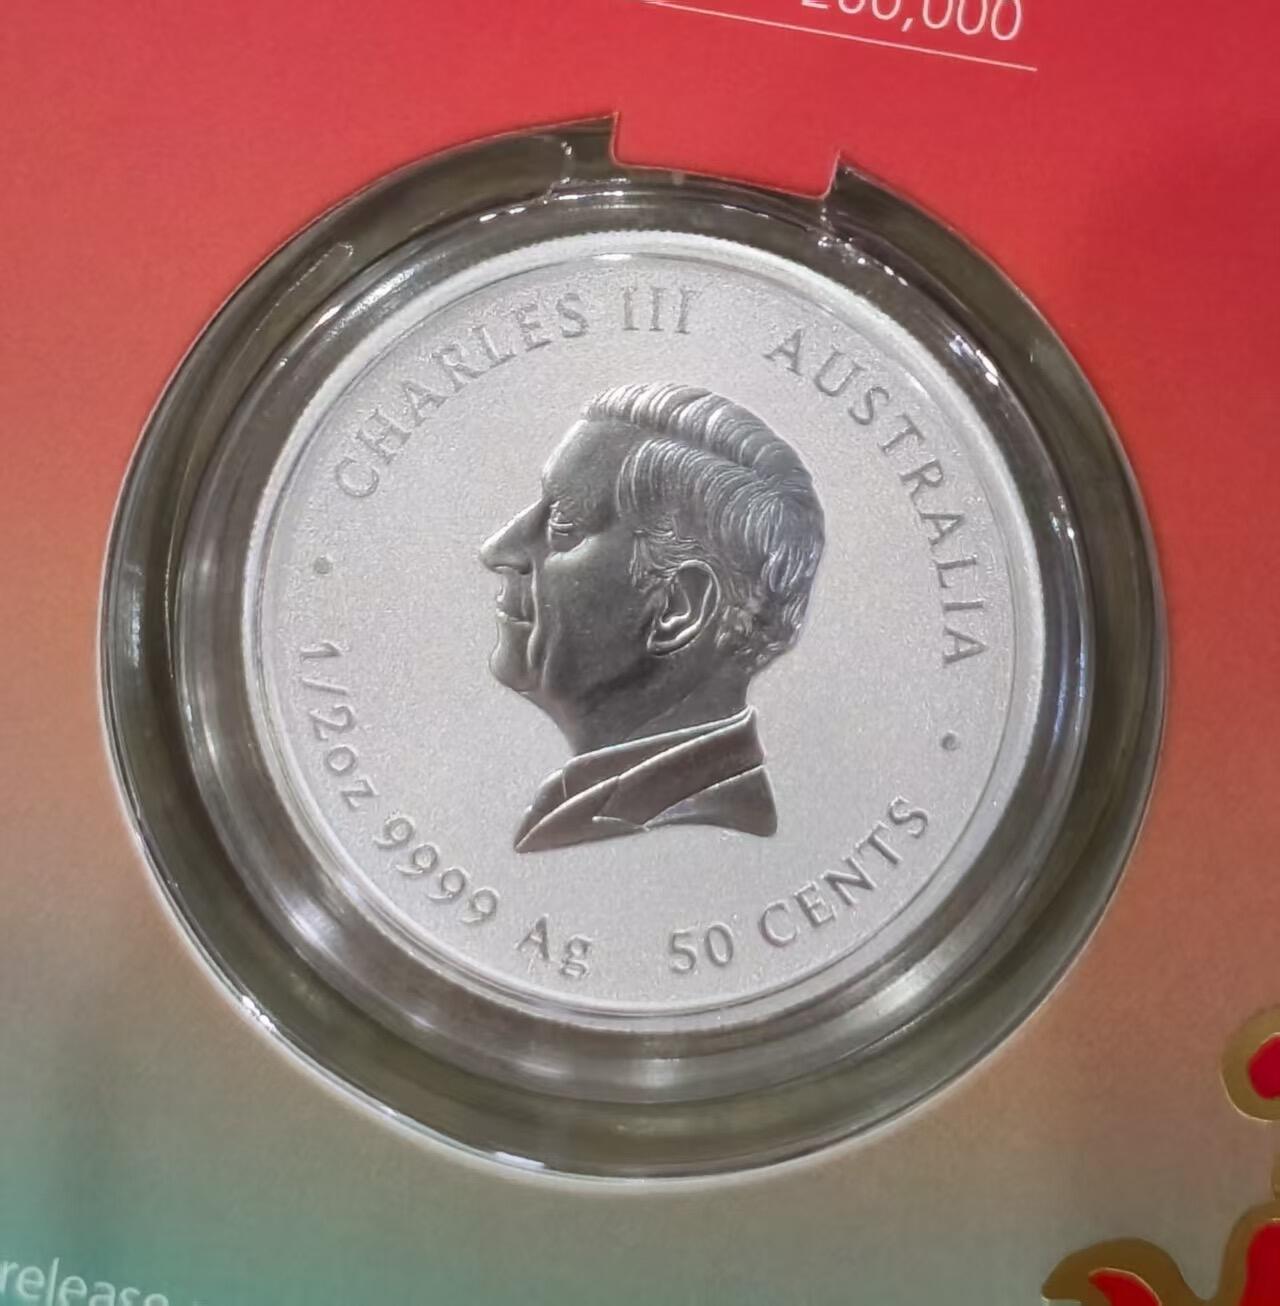 CHARLES III AUSTRALIA
1/2oz 9999 Ag 50 CENTS
release